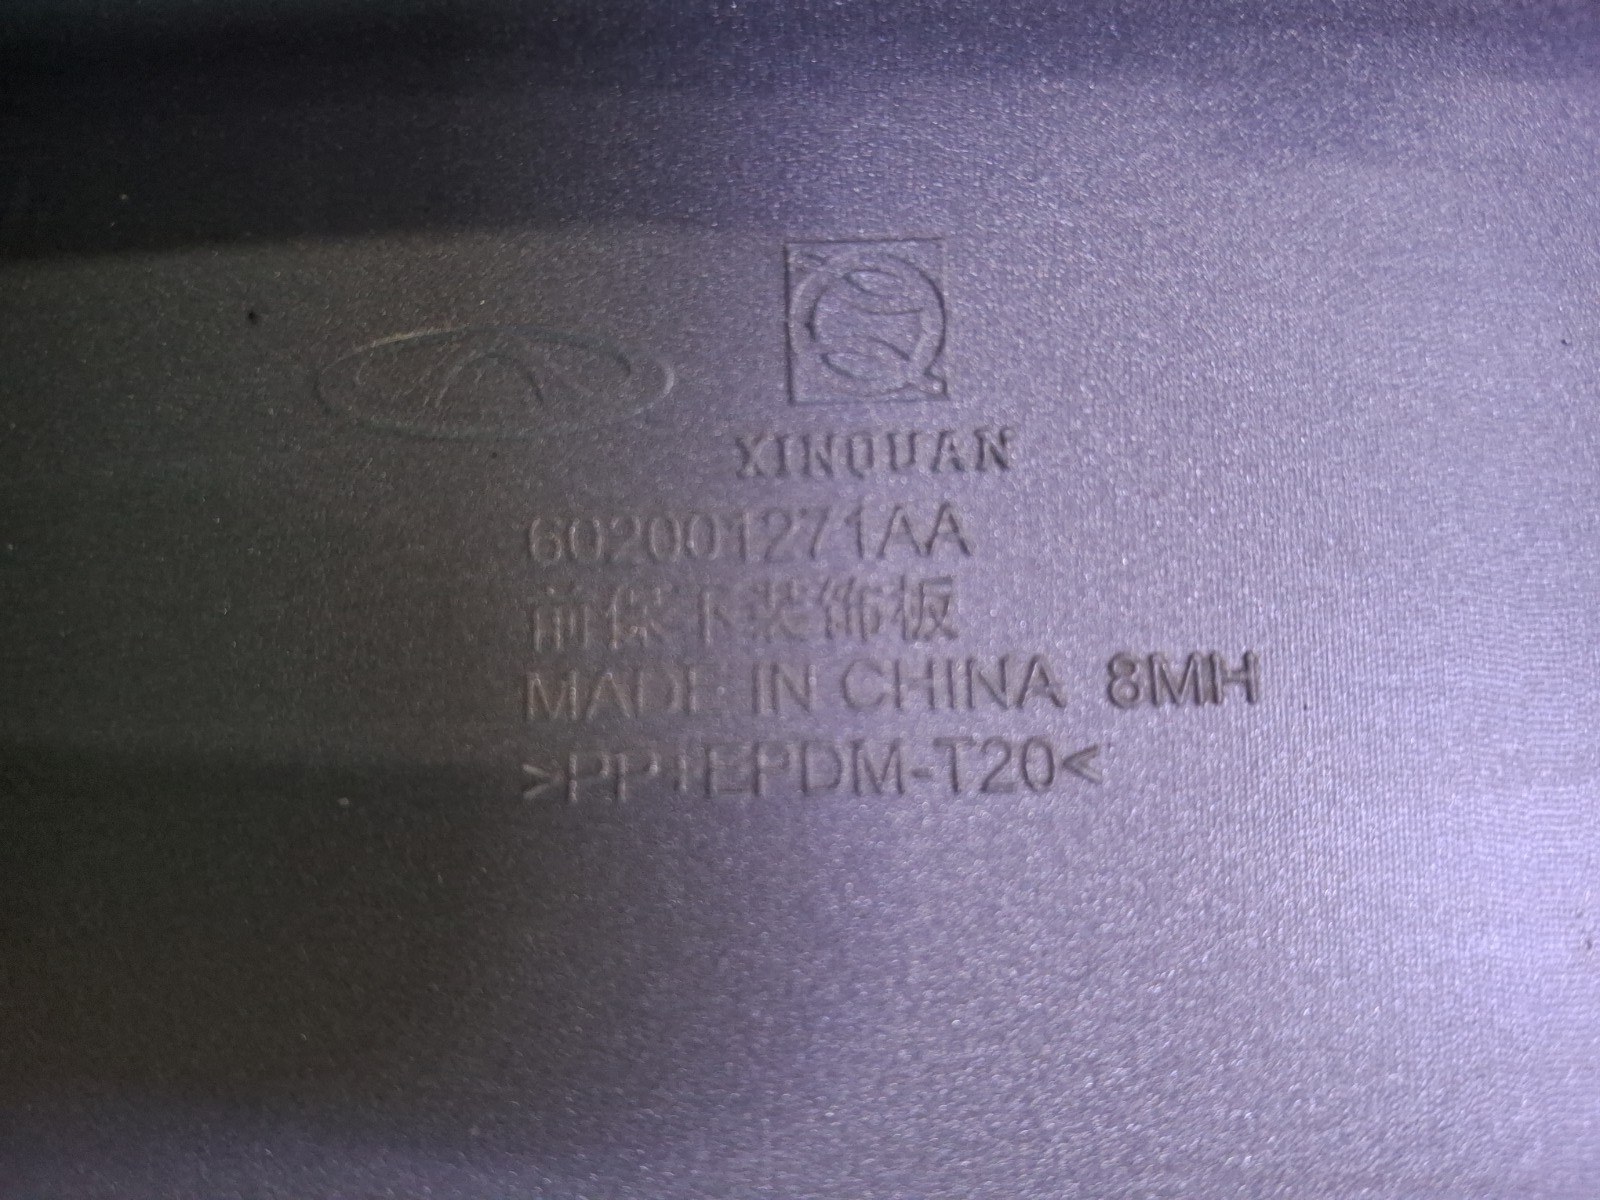 XINQUAN
602001271AA
前保下装饰板
MADE IN CHINA 8MH
>PP+EPDM-T20<